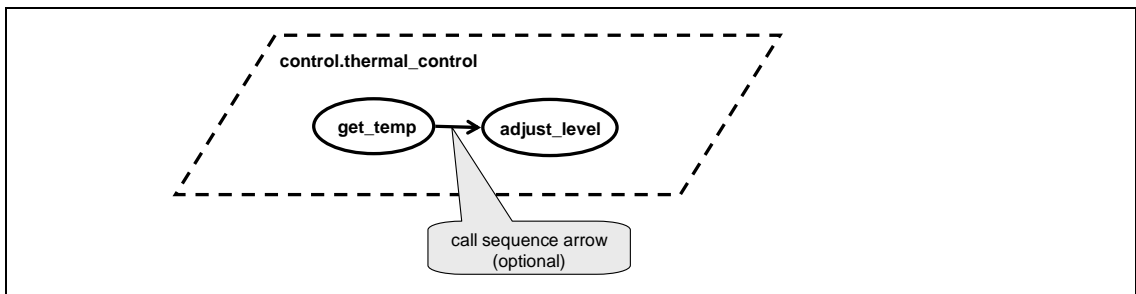 control.thermal_control
get_temp
adjust_level
call sequence arrow
(optional)